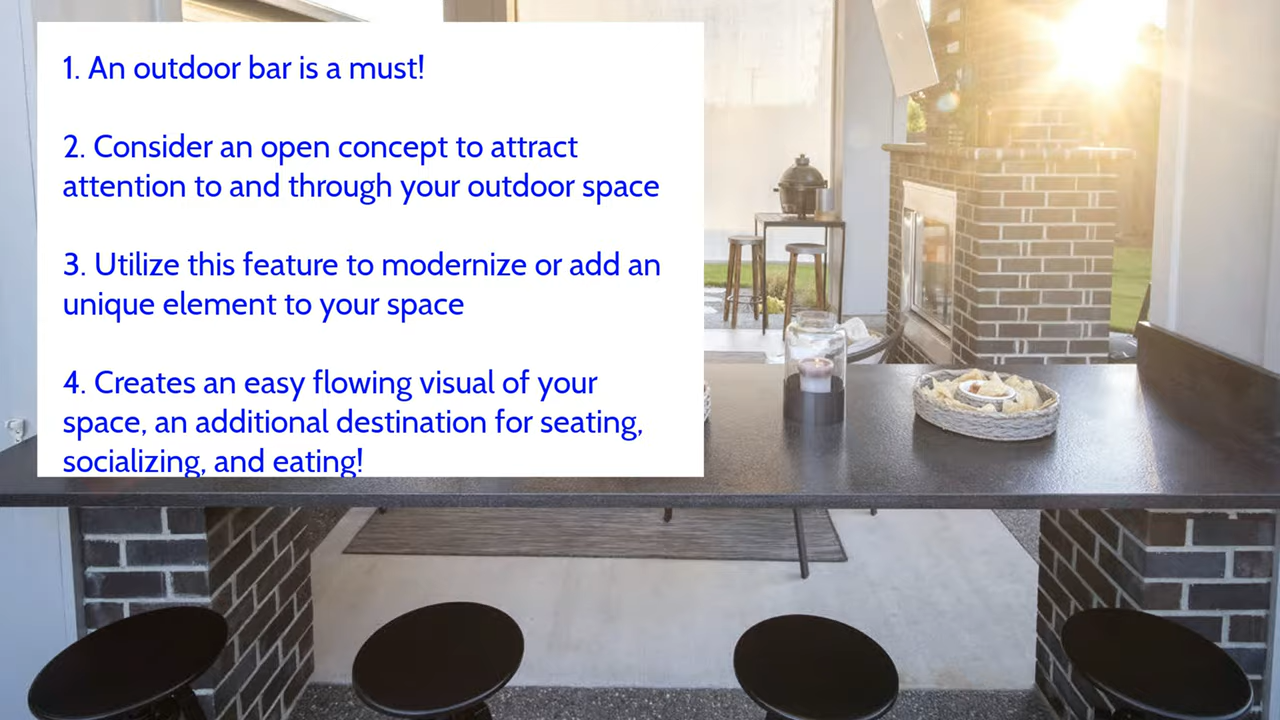 1. An outdoor bar is a must!
2. Consider an open concept to attract
attention to and through your outdoor space
3. Utilize this feature to modernize or add an
unique element to your space
4. Creates an easy flowing visual of your
space, an additional destination for seating,
socializing, and eating!